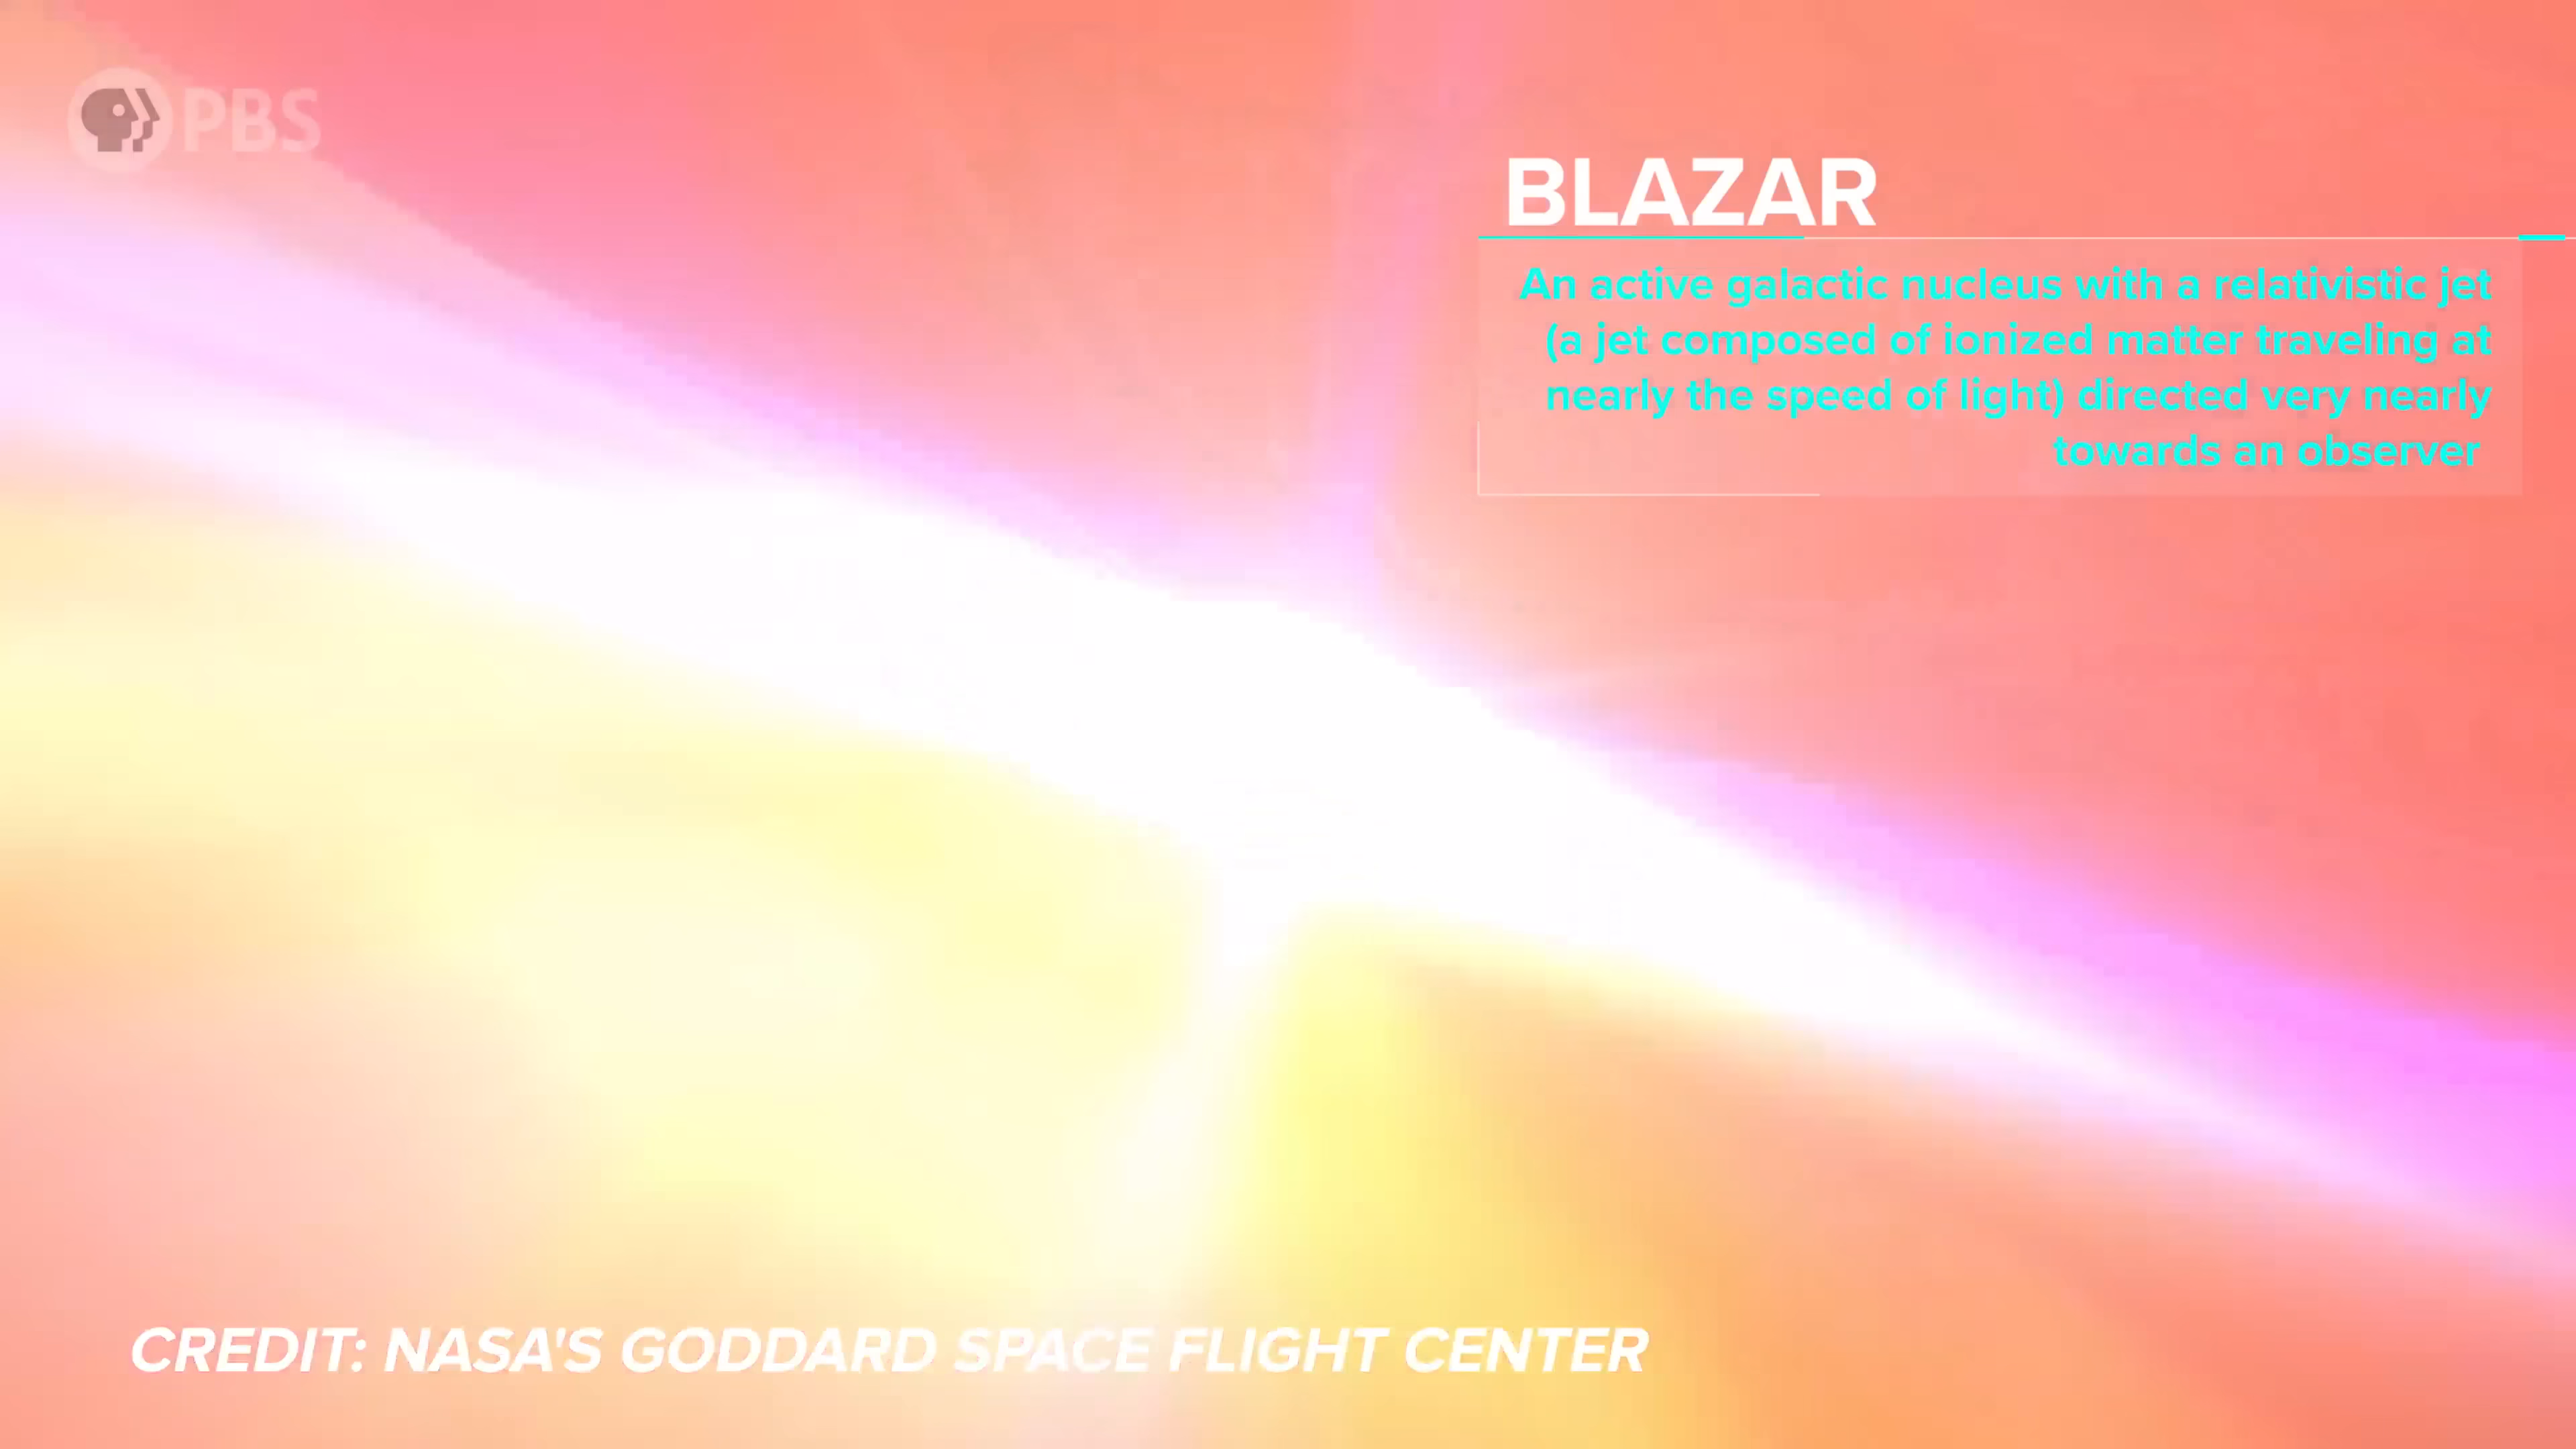 PBS
BLAZAR
An active galactic nucleus with a relativistic jet
(a jet composed of ionized matter traveling at
nearly the speed of light) directed very nearly
towards an observer
CREDIT: NASA'S GODDARD SPACE FLIGHT CENTER